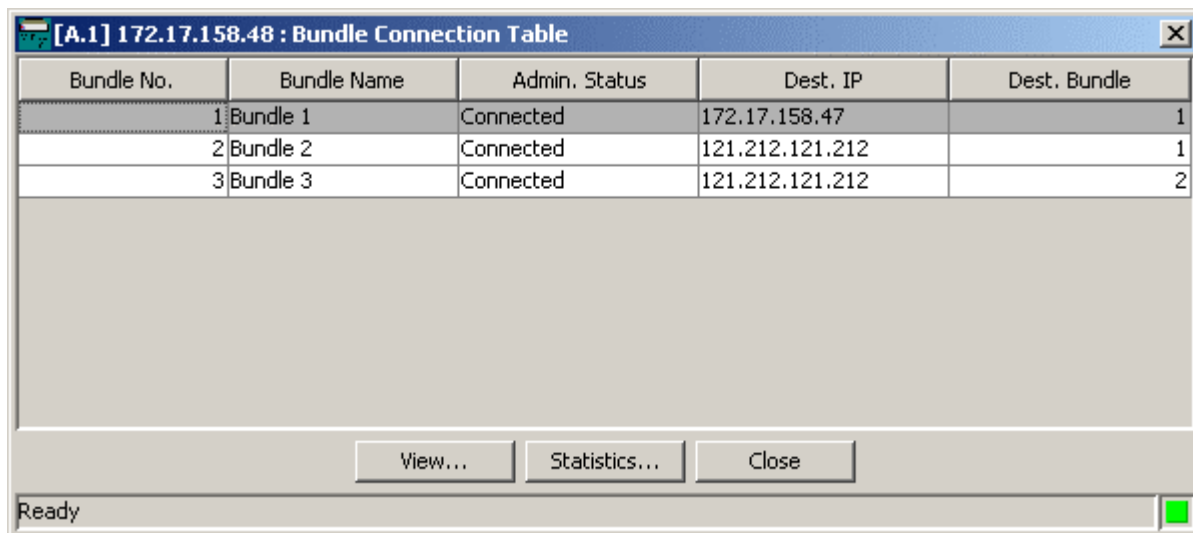 [A.1] 172.17.158.48 : Bundle Connection Table
Bundle No. Bundle Name Admin. Status Dest. IP Dest. Bundle
1 Bundle 1 Connected 172.17.158.47 1
2 Bundle 2 Connected 121.212.121.212 1
3 Bundle 3 Connected 121.212.121.212 2
View... Statistics... Close
Ready